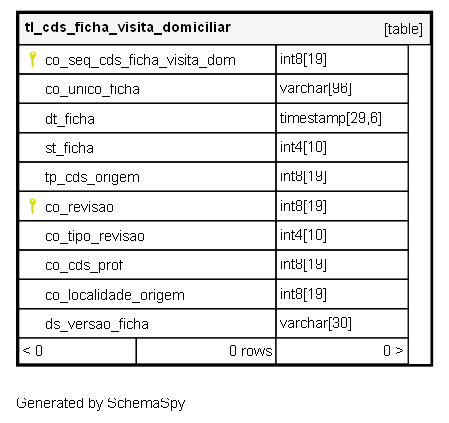 tl_cds_ficha_visita_domiciliar [table]
co_seq_cds_ficha_visita_dom int8[19]
co_unico_ficha varchar[96]
dt_ficha timestamp[29,6]
st_ficha int4[10]
tp_cds_origem int8[19]
co_revisao int8[19]
co_tipo_revisao int4[10]
co_cds_prof int8[19]
co_localidade_origem int8[19]
ds_versao_ficha varchar[30]
< 0 0 rows 0 >
Generated by SchemaSpy